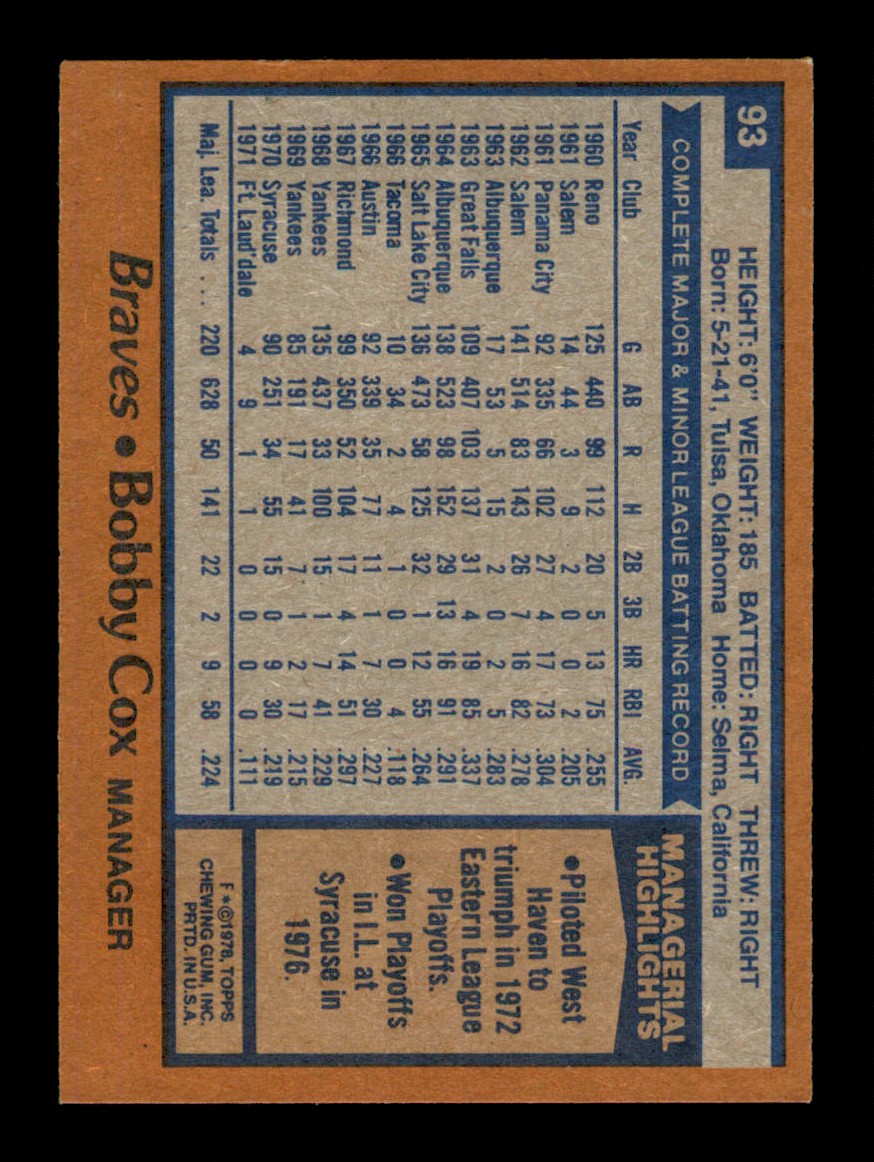 93
HEIGHT: 6'0" WEIGHT: 185 BATTED: RIGHT THREW: RIGHT
Born: 5-21-41, Tulsa, Oklahoma Home: Selma, California
COMPLETE MAJOR & MINOR LEAGUE BATTING RECORD
Year Club G AB R H 2B 3B HR RBI AVG.
1960 Reno 125 440 99 112 20 5 13 75 .255
1961 Salem 14 44 3 9 2 0 0 2 .205
1961 Panama City 92 335 66 102 27 4 17 73 .304
1962 Salem 141 514 83 143 26 7 16 82 .278
1963 Albuquerque 17 53 5 15 2 0 2 5 .283
1963 Great Falls 109 407 103 137 31 4 19 85 .337
1964 Albuquerque 138 523 98 152 29 13 16 91 .291
1965 Salt Lake City 136 473 58 125 32 1 12 55 .264
1966 Tacoma 10 34 2 4 1 0 0 4 .118
1966 Austin 92 339 35 77 11 1 7 30 .227
1967 Richmond 99 350 52 104 17 4 14 51 .297
1968 Yankees 135 437 33 100 15 1 7 41 .229
1969 Yankees 85 191 17 41 7 1 2 17 .215
1970 Syracuse 90 251 34 55 15 0 9 30 .219
1971 Ft. Laud'dale 4 9 1 1 0 0 0 0 .111
Maj. Lea. Totals ... 220 628 50 141 22 2 9 58 .224
MANAGERIAL
HIGHLIGHTS
•Piloted West
Haven to
triumph in 1972
Eastern League
Playoffs.
•Won Playoffs
in I.L. at
Syracuse in
1976.
F*©1978, TOPPS
CHEWING GUM, INC.
PRTD. IN U.S.A.
Braves • Bobby Cox MANAGER